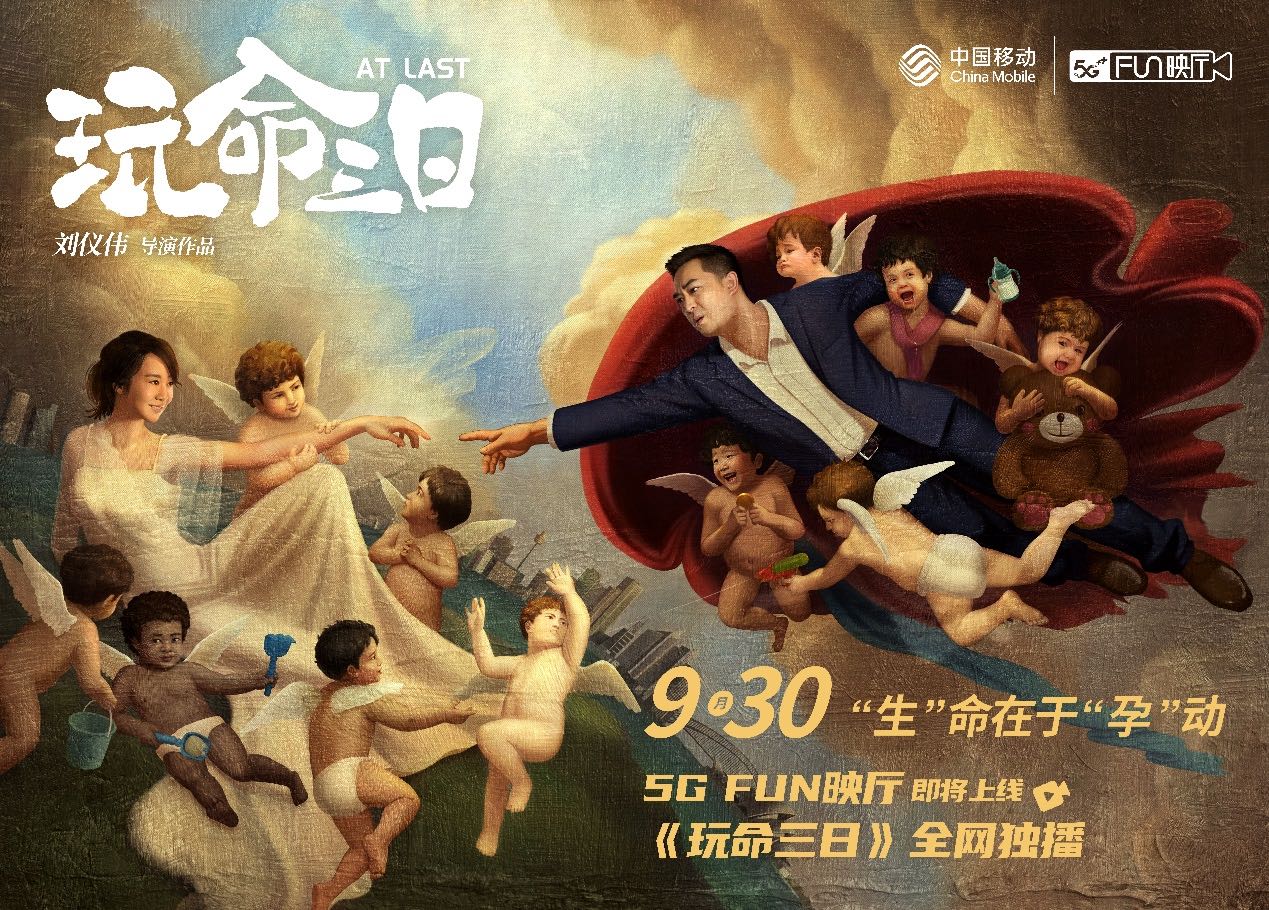 AT LAST
玩命三日
刘仪伟 导演作品
中国移动
China Mobile
5G+ FUN映厅
9月30 “生”命在于“孕”动
5G FUN映厅 即将上线
《玩命三日》全网独播